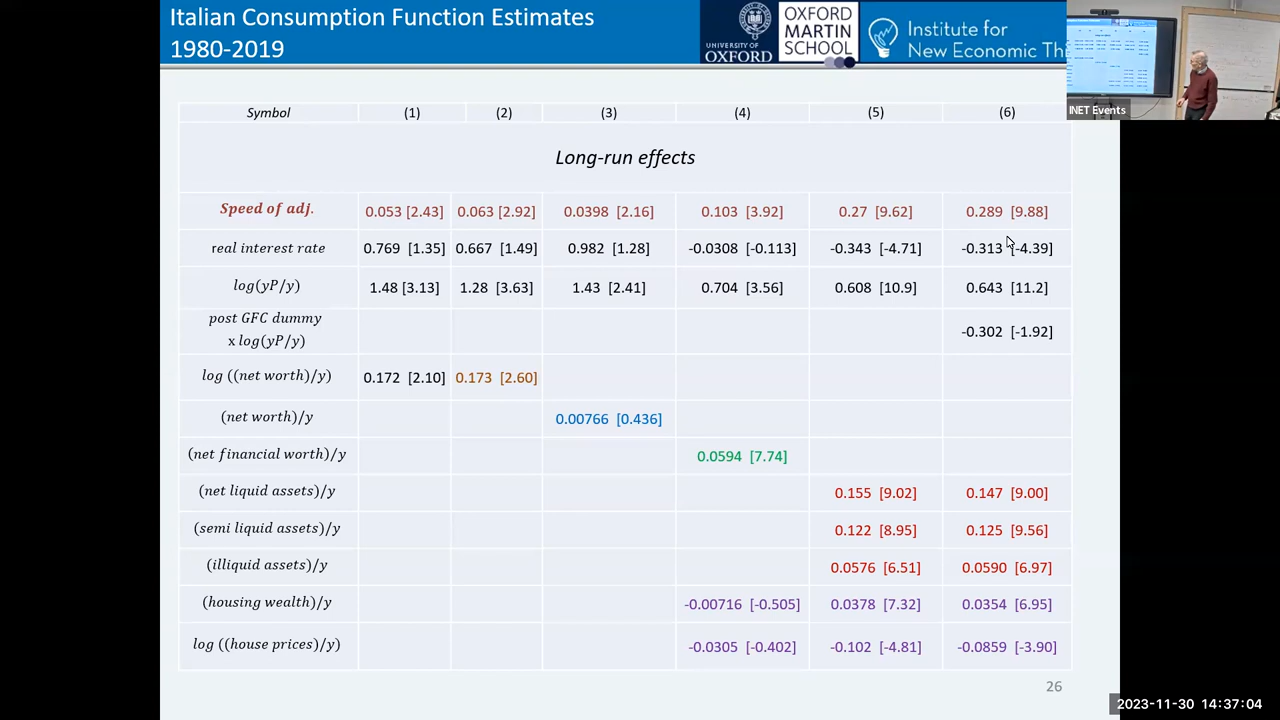 Italian Consumption Function Estimates
1980-2019
UNIVERSITY OF
OXFORD
OXFORD
MARTIN
SCHOOL
Institute for
New Economic Th
INET Events
Symbol (1) (2) (3) (4) (5) (6)
Long-run effects
Speed of adj. 0.053 [2.43] 0.063 [2.92] 0.0398 [2.16] 0.103 [3.92] 0.27 [9.62] 0.289 [9.88]
real interest rate 0.769 [1.35] 0.667 [1.49] 0.982 [1.28] -0.0308 [-0.113] -0.343 [-4.71] -0.313 [-4.39]
log(yP/y) 1.48 [3.13] 1.28 [3.63] 1.43 [2.41] 0.704 [3.56] 0.608 [10.9] 0.643 [11.2]
post GFC dummy
x log(yP/y) -0.302 [-1.92]
log ((net worth)/y) 0.172 [2.10] 0.173 [2.60]
(net worth)/y 0.00766 [0.436]
(net financial worth)/y 0.0594 [7.74]
(net liquid assets)/y 0.155 [9.02] 0.147 [9.00]
(semi liquid assets)/y 0.122 [8.95] 0.125 [9.56]
(illiquid assets)/y 0.0576 [6.51] 0.0590 [6.97]
(housing wealth)/y -0.00716 [-0.505] 0.0378 [7.32] 0.0354 [6.95]
log ((house prices)/y) -0.0305 [-0.402] -0.102 [-4.81] -0.0859 [-3.90]
26
2023-11-30 14:37:04